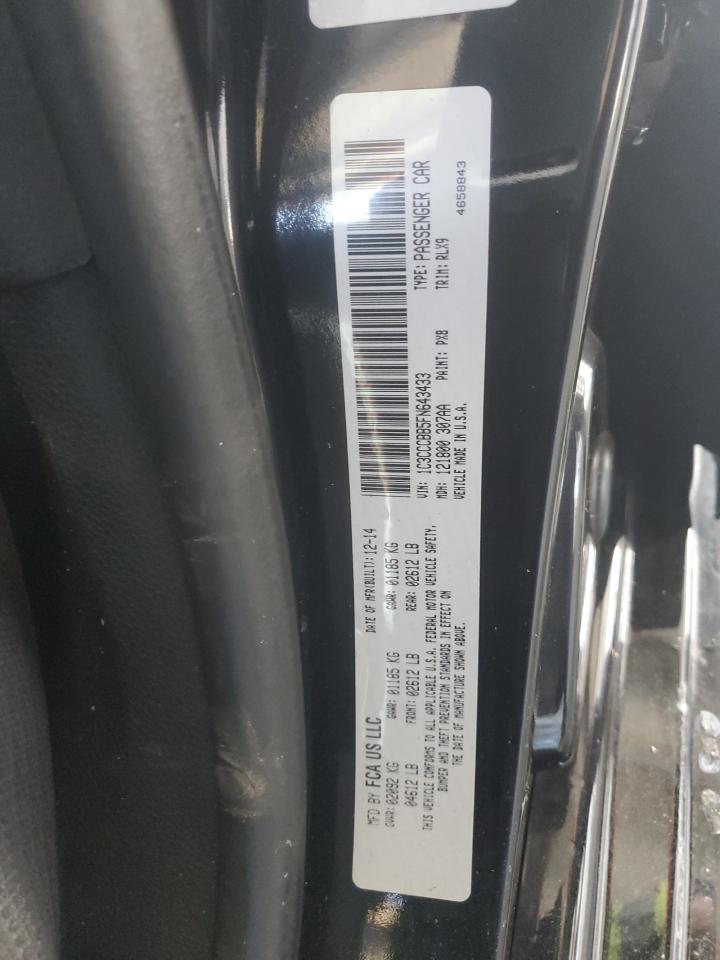 MFD BY FCA US LLC
DATE OF MFR(BUILT): 12-14
GVWR: 02092 KG
04612 LB
GAWR: 01185 KG
FRONT: 02612 LB
GAWR: 01185 KG
REAR: 02612 LB
THIS VEHICLE CONFORMS TO ALL APPLICABLE U.S.A. FEDERAL MOTOR VEHICLE SAFETY,
BUMPER AND THEFT PREVENTION STANDARDS IN EFFECT ON
THE DATE OF MANUFACTURE SHOWN ABOVE.
VIN: 1C3CCCBB5FN643433
TYPE: PASSENGER CAR
MDH: 121800 307AA
PAINT: PX8
TRIM: RLX9
VEHICLE MADE IN U.S.A.
4658843